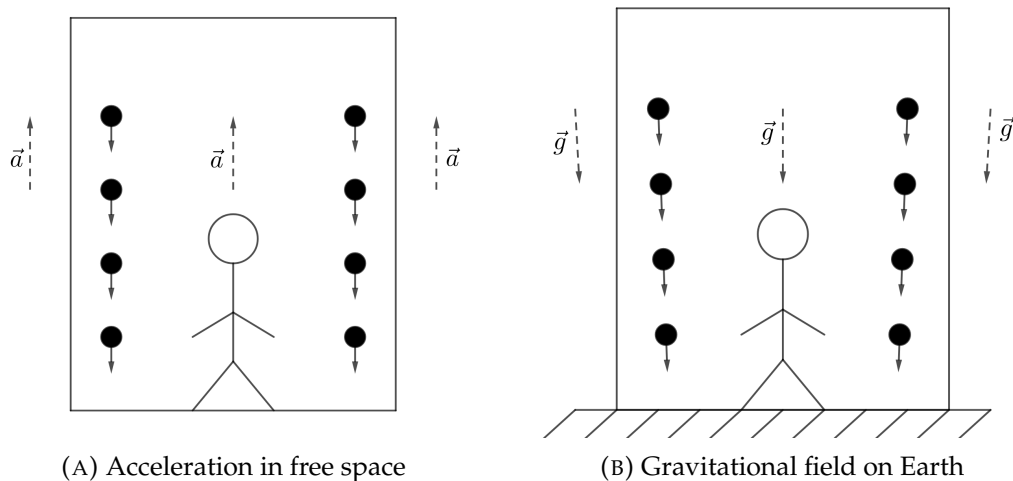 a⃗
a⃗
a⃗
g⃗
g⃗
g⃗
(A) Acceleration in free space
(B) Gravitational field on Earth